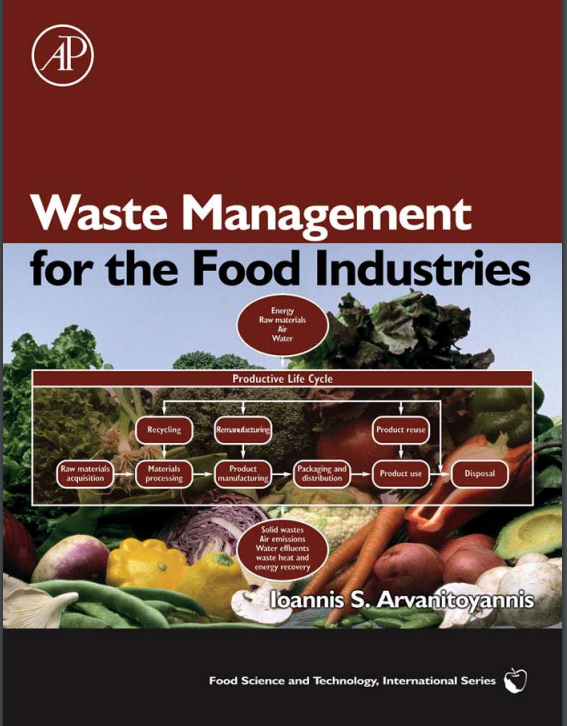 AP
Waste Management
for the Food Industries
Energy
Raw materials
Air
Water
Productive Life Cycle
Recycling
Remanufacturing
Product reuse
Raw materials
acquisition
Materials
processing
Product
manufacturing
Packaging and
distribution
Product use
Disposal
Solid wastes
Air emissions
Water effluents
waste heat and
energy recovery
Ioannis S. Arvanitoyannis
Food Science and Technology, International Series